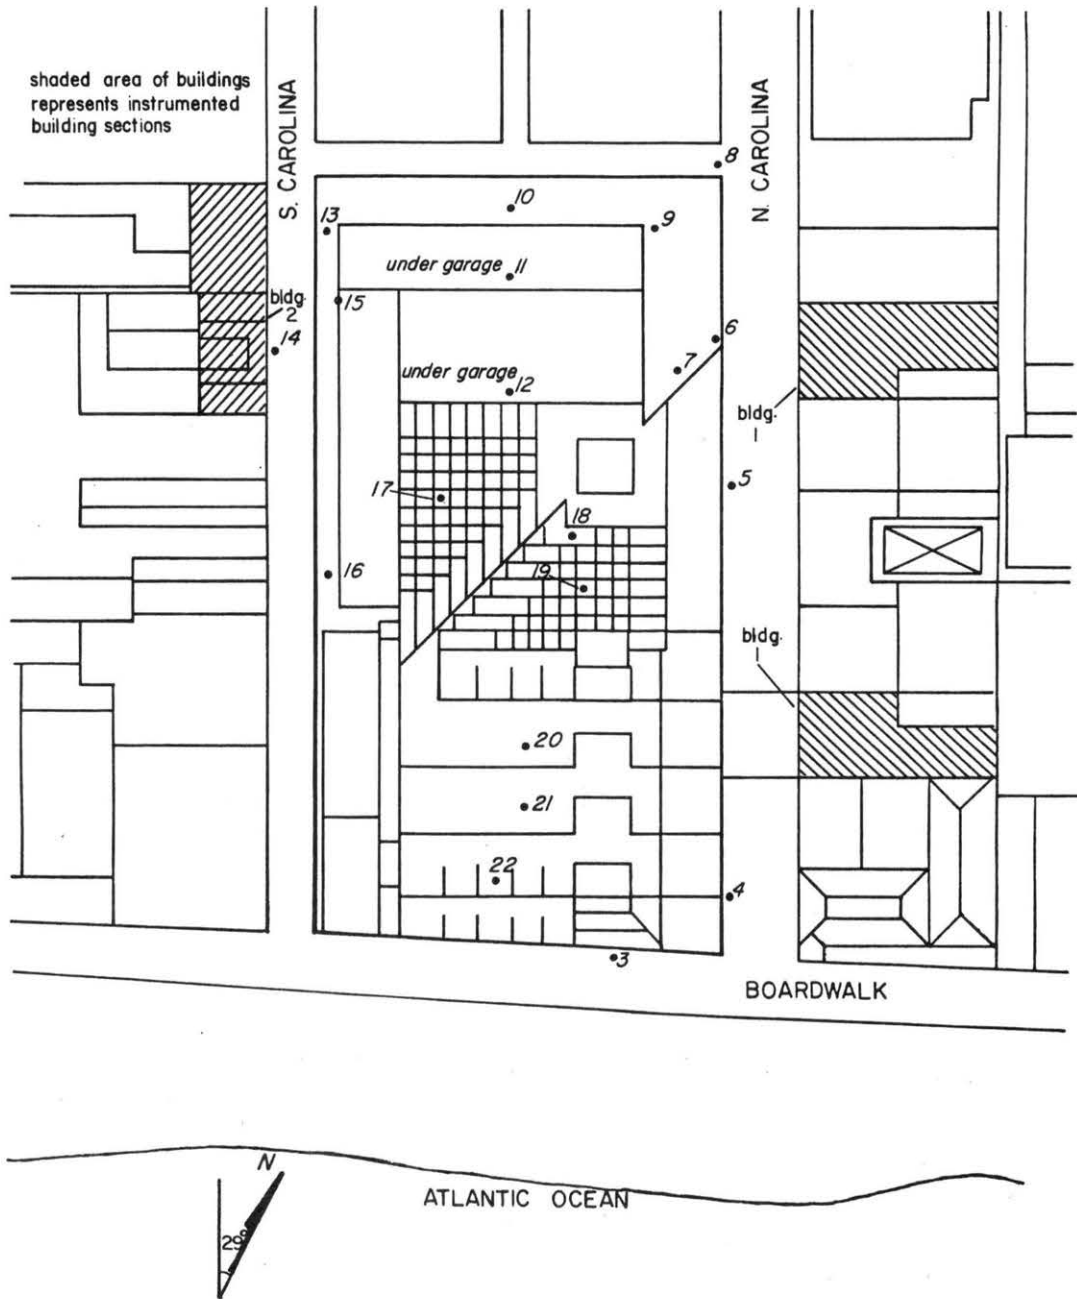 shaded area of buildings
represents instrumented
building sections
S. CAROLINA
N. CAROLINA
8
10
13
9
under garage
11
bldg.
2
15
14
6
7
under garage
12
bldg.
1
17
5
18
16
19
bldg.
1
20
21
22
4
3
BOARDWALK
N
29°
ATLANTIC OCEAN